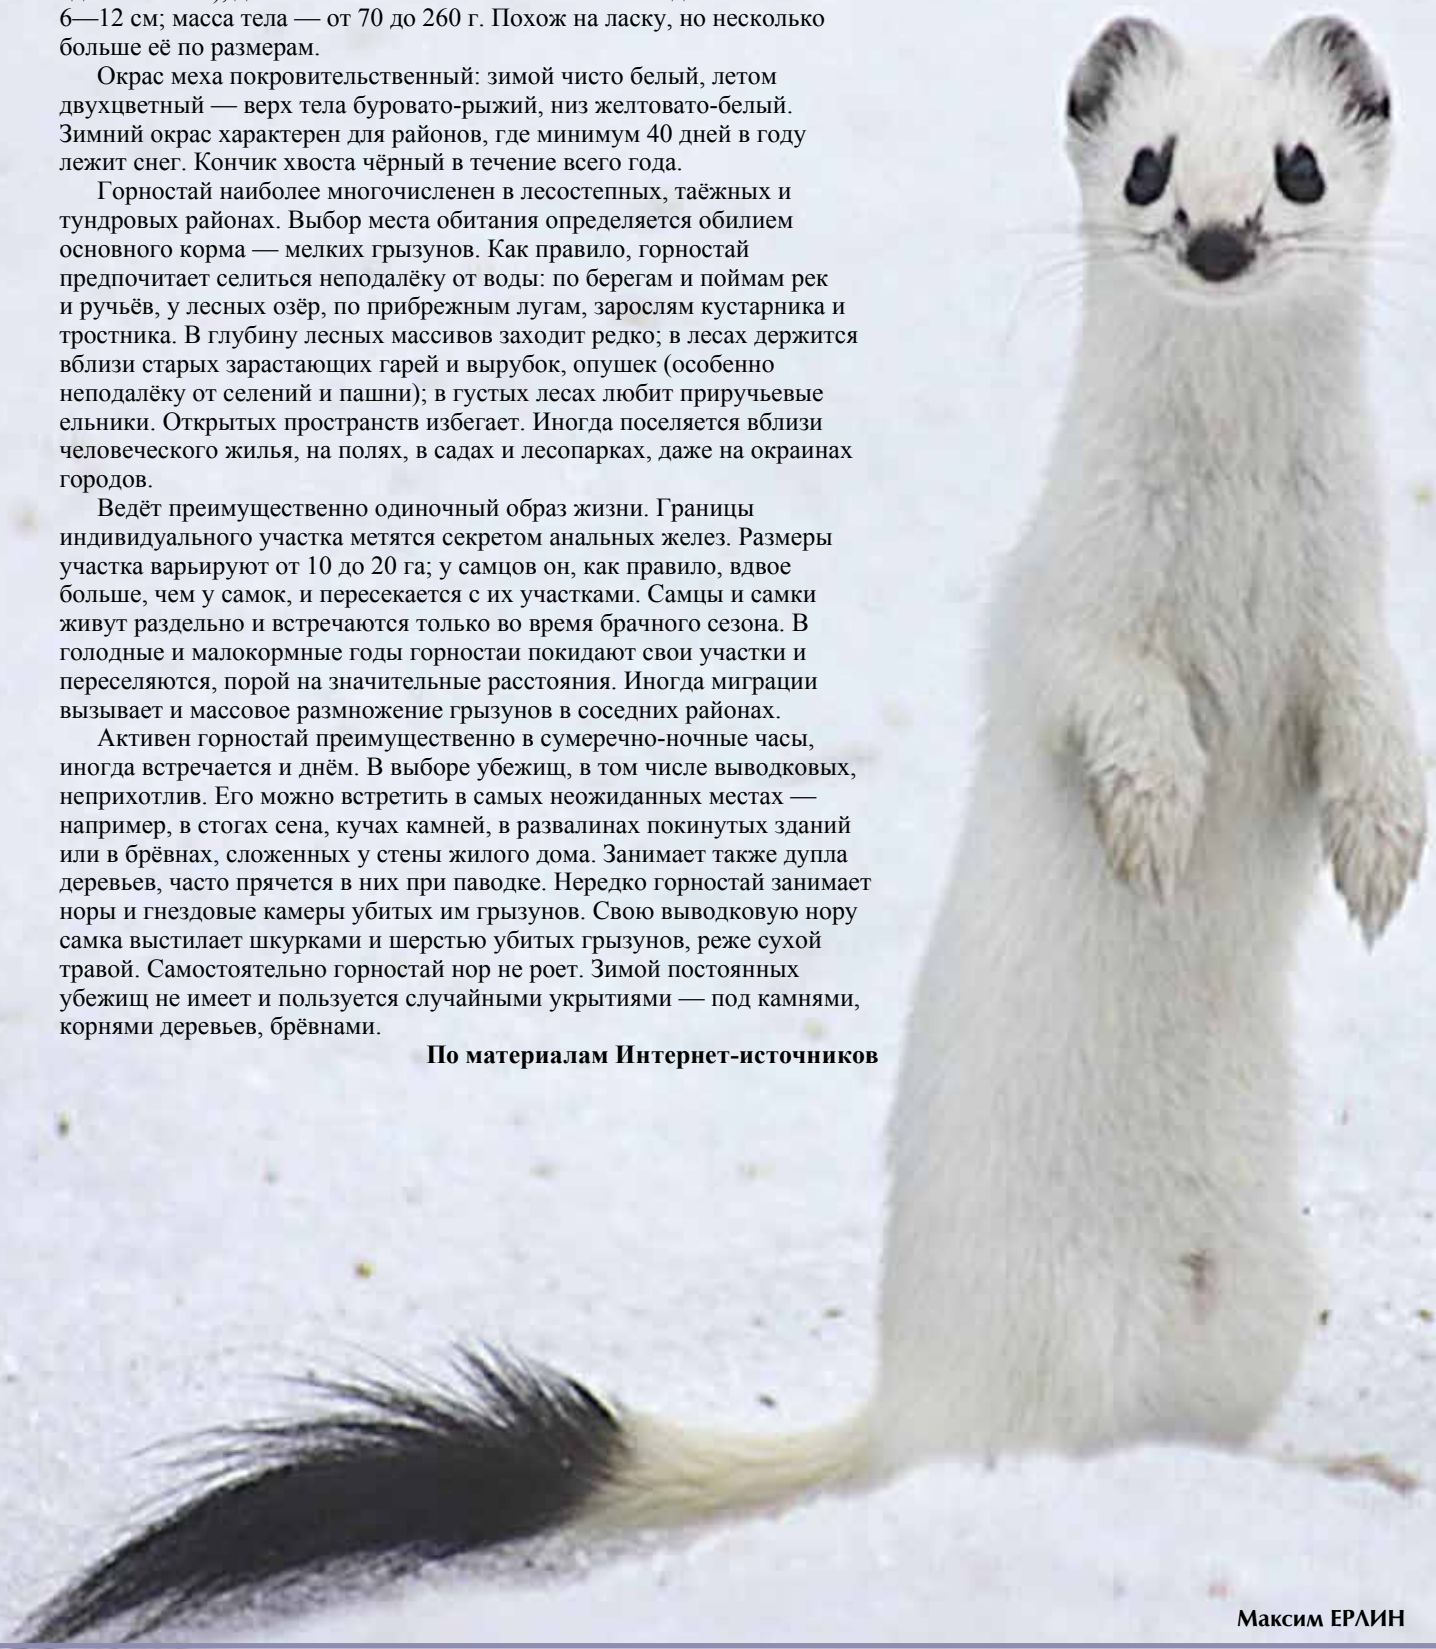 6—12 см; масса тела — от 70 до 260 г. Похож на ласку, но несколько
больше её по размерам.
Окрас меха покровительственный: зимой чисто белый, летом
двухцветный — верх тела буровато-рыжий, низ желтовато-белый.
Зимний окрас характерен для районов, где минимум 40 дней в году
лежит снег. Кончик хвоста чёрный в течение всего года.
Горностай наиболее многочисленен в лесостепных, таёжных и
тундровых районах. Выбор места обитания определяется обилием
основного корма — мелких грызунов. Как правило, горностай
предпочитает селиться неподалёку от воды: по берегам и поймам рек
и ручьёв, у лесных озёр, по прибрежным лугам, зарослям кустарника и
тростника. В глубину лесных массивов заходит редко; в лесах держится
вблизи старых зарастающих гарей и вырубок, опушек (особенно
неподалёку от селений и пашни); в густых лесах любит приручьевые
ельники. Открытых пространств избегает. Иногда поселяется вблизи
человеческого жилья, на полях, в садах и лесопарках, даже на окраинах
городов.
Ведёт преимущественно одиночный образ жизни. Границы
индивидуального участка метятся секретом анальных желез. Размеры
участка варьируют от 10 до 20 га; у самцов он, как правило, вдвое
больше, чем у самок, и пересекается с их участками. Самцы и самки
живут раздельно и встречаются только во время брачного сезона. В
голодные и малокормные годы горностаи покидают свои участки и
переселяются, порой на значительные расстояния. Иногда миграции
вызывает и массовое размножение грызунов в соседних районах.
Активен горностай преимущественно в сумеречно-ночные часы,
иногда встречается и днём. В выборе убежищ, в том числе выводковых,
неприхотлив. Его можно встретить в самых неожиданных местах —
например, в стогах сена, кучах камней, в развалинах покинутых зданий
или в брёвнах, сложенных у стены жилого дома. Занимает также дупла
деревьев, часто прячется в них при паводке. Нередко горностай занимает
норы и гнездовые камеры убитых им грызунов. Свою выводковую нору
самка выстилает шкурками и шерстью убитых грызунов, реже сухой
травой. Самостоятельно горностай нор не роет. Зимой постоянных
убежищ не имеет и пользуется случайными укрытиями — под камнями,
корнями деревьев, брёвнами.
По материалам Интернет-источников
Максим ЕРЛИН